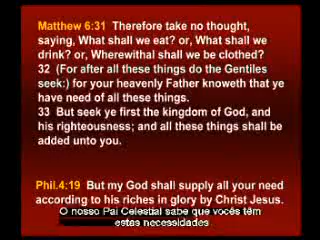 Matthew 6:31  Therefore take no thought,
saying, What shall we eat? or, What shall we
drink? or, Wherewithal shall we be clothed?
32  (For after all these things do the Gentiles
seek:) for your heavenly Father knoweth that ye
have need of all these things.
33  But seek ye first the kingdom of God, and
his righteousness; and all these things shall be
added unto you.
Phil.4:19  But my God shall supply all your need
according to his riches in glory by Christ Jesus.
O nosso Pai Celestial sabe que vocês têm
estas necessidades